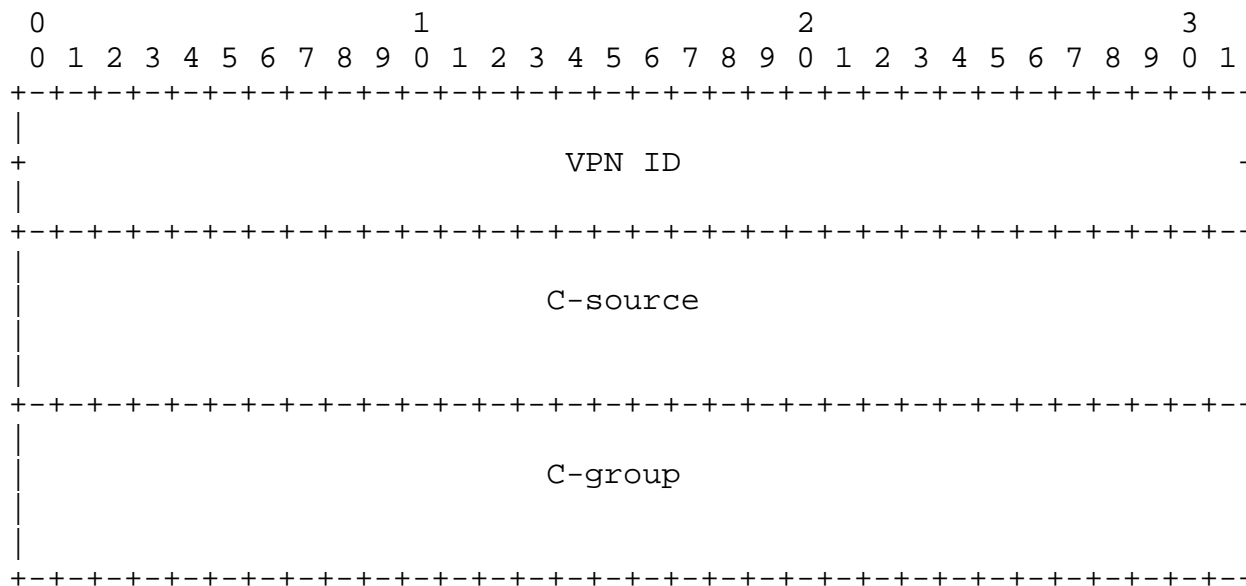 0                   1                   2                   3
 0 1 2 3 4 5 6 7 8 9 0 1 2 3 4 5 6 7 8 9 0 1 2 3 4 5 6 7 8 9 0 1
+-+-+-+-+-+-+-+-+-+-+-+-+-+-+-+-+-+-+-+-+-+-+-+-+-+-+-+-+-+-+-+--
|
+                            VPN ID                             -
|
+-+-+-+-+-+-+-+-+-+-+-+-+-+-+-+-+-+-+-+-+-+-+-+-+-+-+-+-+-+-+-+--
|
|                           C-source
|
|
+-+-+-+-+-+-+-+-+-+-+-+-+-+-+-+-+-+-+-+-+-+-+-+-+-+-+-+-+-+-+-+--
|
|                           C-group
|
|
+-+-+-+-+-+-+-+-+-+-+-+-+-+-+-+-+-+-+-+-+-+-+-+-+-+-+-+-+-+-+-+--